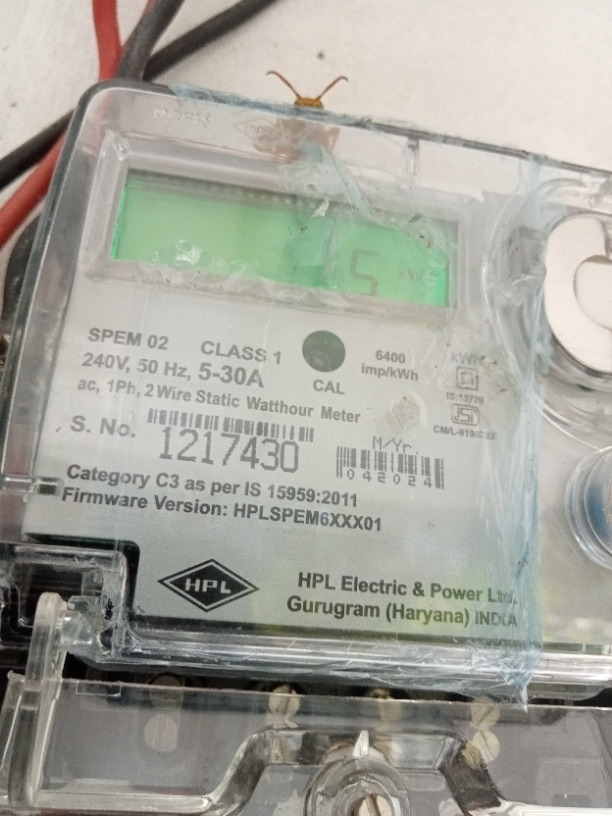 5 kW
SPEM 02 CLASS 1
240V, 50 Hz, 5-30A
ac, 1Ph, 2 Wire Static Watthour Meter
CAL
6400
imp/kWh
kWh
IS:13779
CM/L-
S. No. 1217430
M/Yr.
042024
Category C3 as per IS 15959:2011
Firmware Version: HPLSPEM6XXX01
HPL
HPL Electric & Power Ltd.
Gurugram (Haryana) INDIA